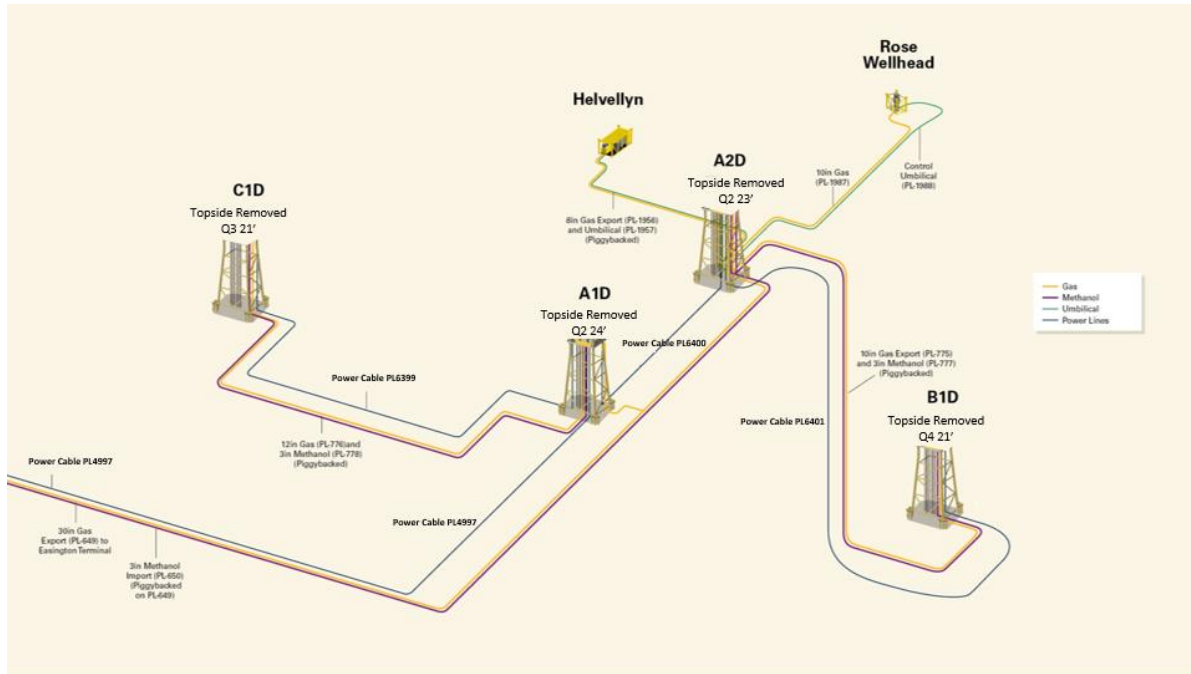 Rose
Wellhead
Helvellyn
A2D
Topside Removed
Q2 23’
10in Gas
(PL-1987)
Control
Umbilical
(PL-1988)
C1D
Topside Removed
Q3 21’
8in Gas Export (PL-1956)
and Umbilical (PL-1957)
(Piggybacked)
A1D
Topside Removed
Q2 24’
Gas
Methanol
Umbilical
Power Lines
Power Cable PL6400
Power Cable PL6399
10in Gas Export (PL-775)
and 3in Methanol (PL-777)
(Piggybacked)
B1D
Topside Removed
Q4 21’
Power Cable PL6401
12in Gas (PL-776)and
3in Methanol (PL-778)
(Piggybacked)
Power Cable PL4997
Power Cable PL4997
30in Gas
Export (PL-649) to
Easington Terminal
3in Methanol
Import (PL-650)
(Piggybacked
on PL-649)